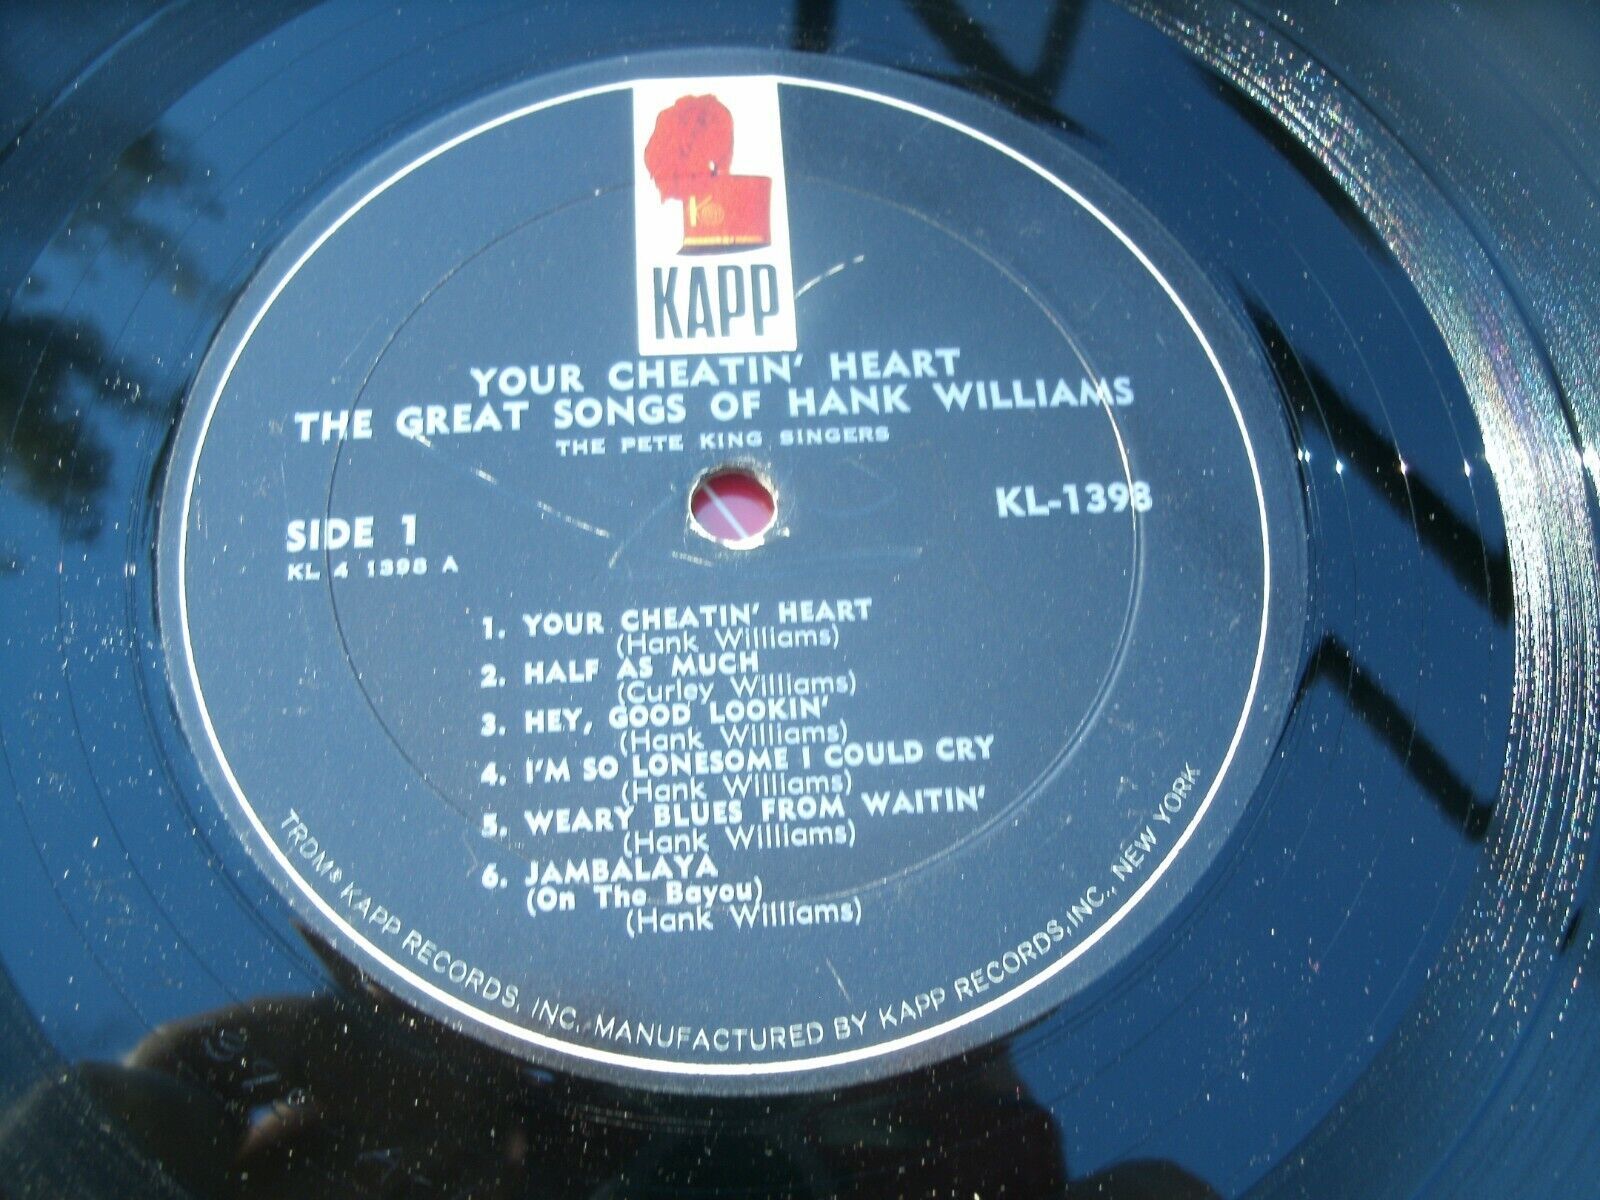 KAPP
YOUR CHEATIN' HEART
THE GREAT SONGS OF HANK WILLIAMS
THE PETE KING SINGERS
SIDE 1
KL-1398
KL 4 1398 A
1. YOUR CHEATIN' HEART
(Hank Williams)
2. HALF AS MUCH
(Curley Williams)
3. HEY, GOOD LOOKIN'
(Hank Williams)
4. I'M SO LONESOME I COULD CRY
(Hank Williams)
5. WEARY BLUES FROM WAITIN'
(Hank Williams)
6. JAMBALAYA
(On The Bayou)
(Hank Williams)
TRDM® KAPP RECORDS, INC. MANUFACTURED BY KAPP RECORDS, INC., NEW YORK